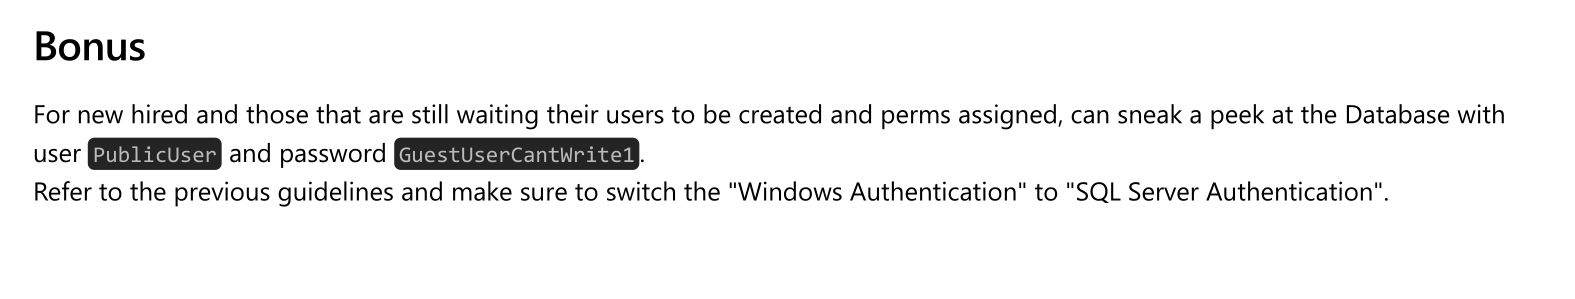 Bonus
For new hired and those that are still waiting their users to be created and perms assigned, can sneak a peek at the Database with
user PublicUser and password GuestUserCantWrite1.
Refer to the previous guidelines and make sure to switch the "Windows Authentication" to "SQL Server Authentication".